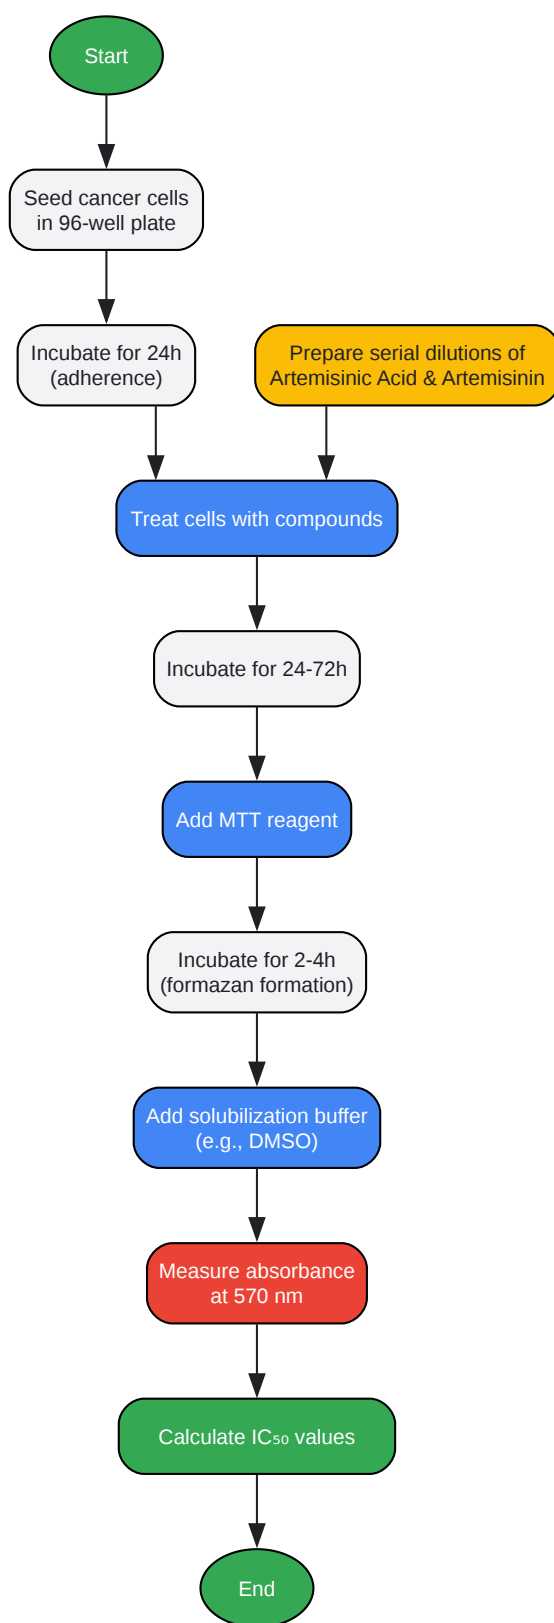 Start
Seed cancer cells
in 96-well plate
Incubate for 24h
(adherence)
Prepare serial dilutions of
Artemisinic Acid & Artemisinin
Treat cells with compounds
Incubate for 24-72h
Add MTT reagent
Incubate for 2-4h
(formazan formation)
Add solubilization buffer
(e.g., DMSO)
Measure absorbance
at 570 nm
Calculate IC₅₀ values
End